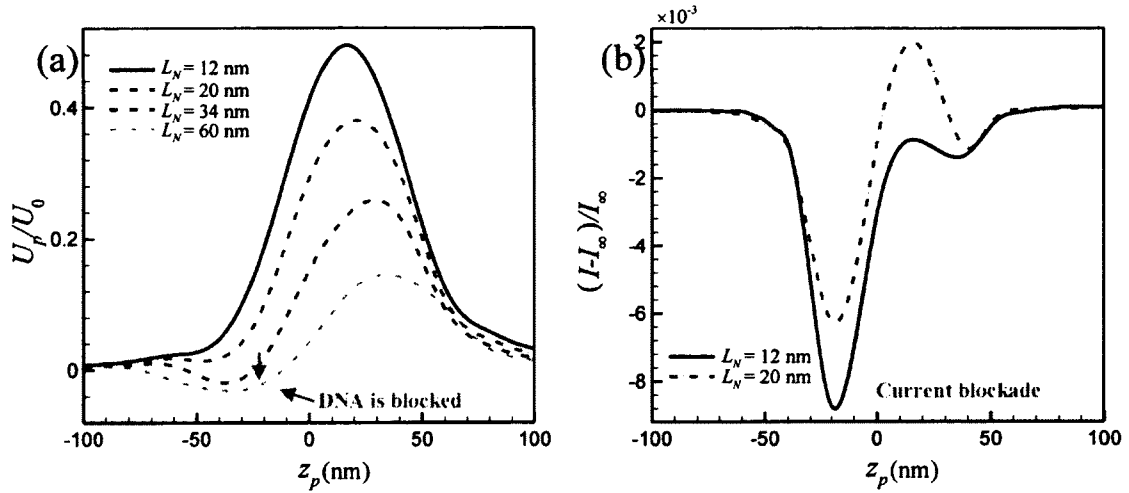 (a)
L_N = 12 nm
L_N = 20 nm
L_N = 34 nm
L_N = 60 nm
0.4
0.2
0
U_p/U_0
DNA is blocked
-100 -50 0 50 100
z_p(nm)
×10⁻³
(b)
2
0
-2
-4
-6
-8
(I-I_∞)/I_∞
L_N = 12 nm
L_N = 20 nm
Current blockade
-100 -50 0 50 100
z_p(nm)